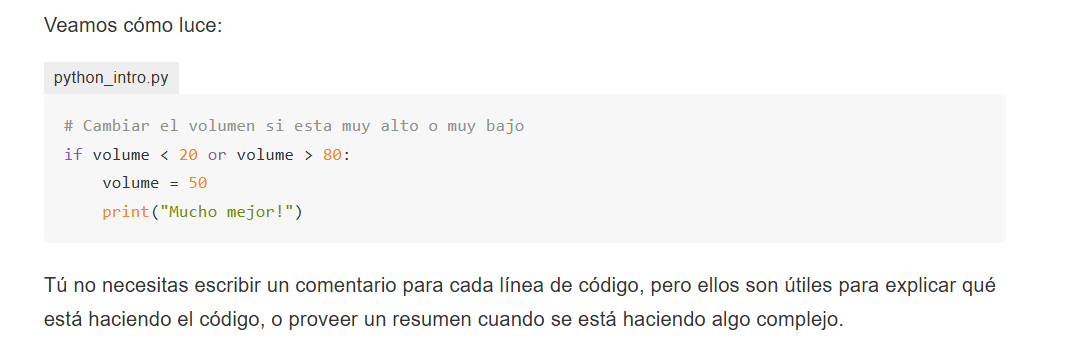 Veamos cómo luce:
python_intro.py
# Cambiar el volumen si esta muy alto o muy bajo
if volume < 20 or volume > 80:
    volume = 50
    print("Mucho mejor!")
Tú no necesitas escribir un comentario para cada línea de código, pero ellos son útiles para explicar qué
está haciendo el código, o proveer un resumen cuando se está haciendo algo complejo.